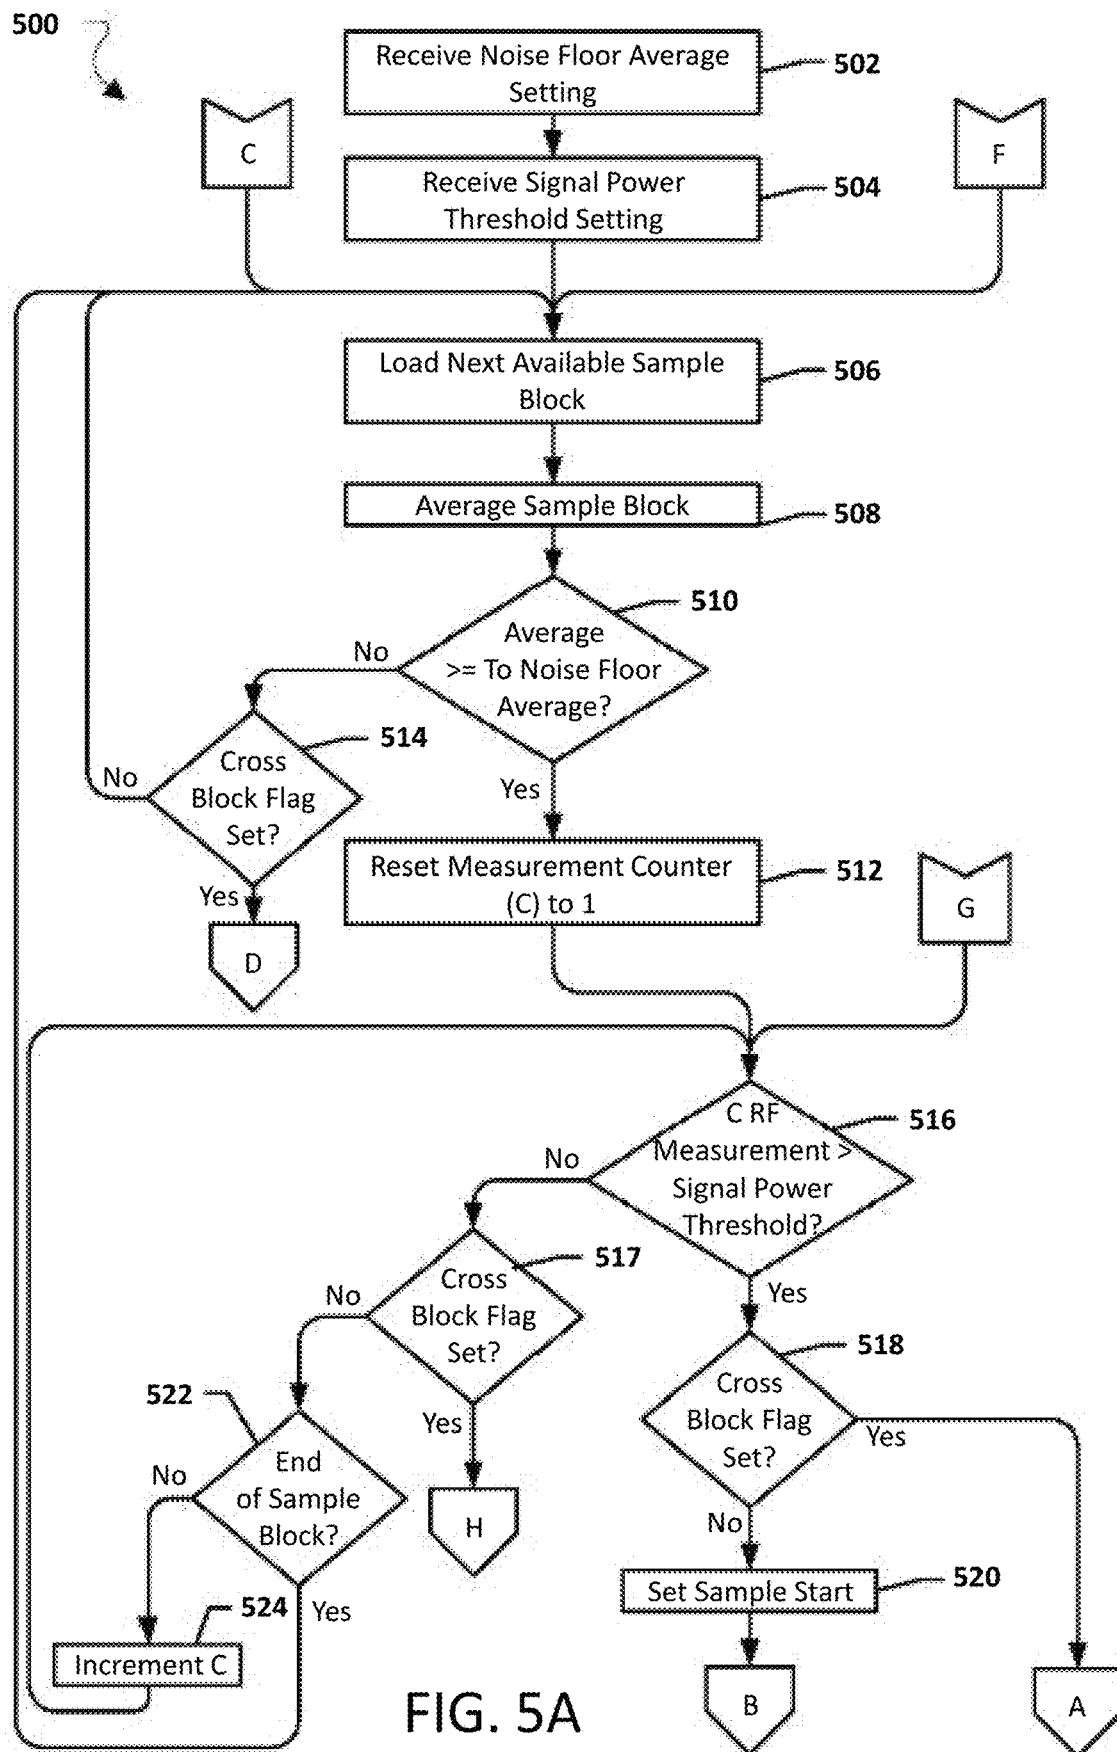 500
Receive Noise Floor Average
Setting
502
C
F
Receive Signal Power
Threshold Setting
504
Load Next Available Sample
Block
506
Average Sample Block
508
510
Average
>= To Noise Floor
Average?
No
514
Cross
Block Flag
Set?
No
Yes
Yes
Reset Measurement Counter
(C) to 1
512
G
D
C RF
Measurement >
Signal Power
Threshold?
516
No
517
Cross
Block Flag
Set?
No
Yes
518
Cross
Block Flag
Set?
Yes
522
Yes
End
of Sample
Block?
No
H
No
Set Sample Start
520
524
Yes
Increment C
B
A
FIG. 5A